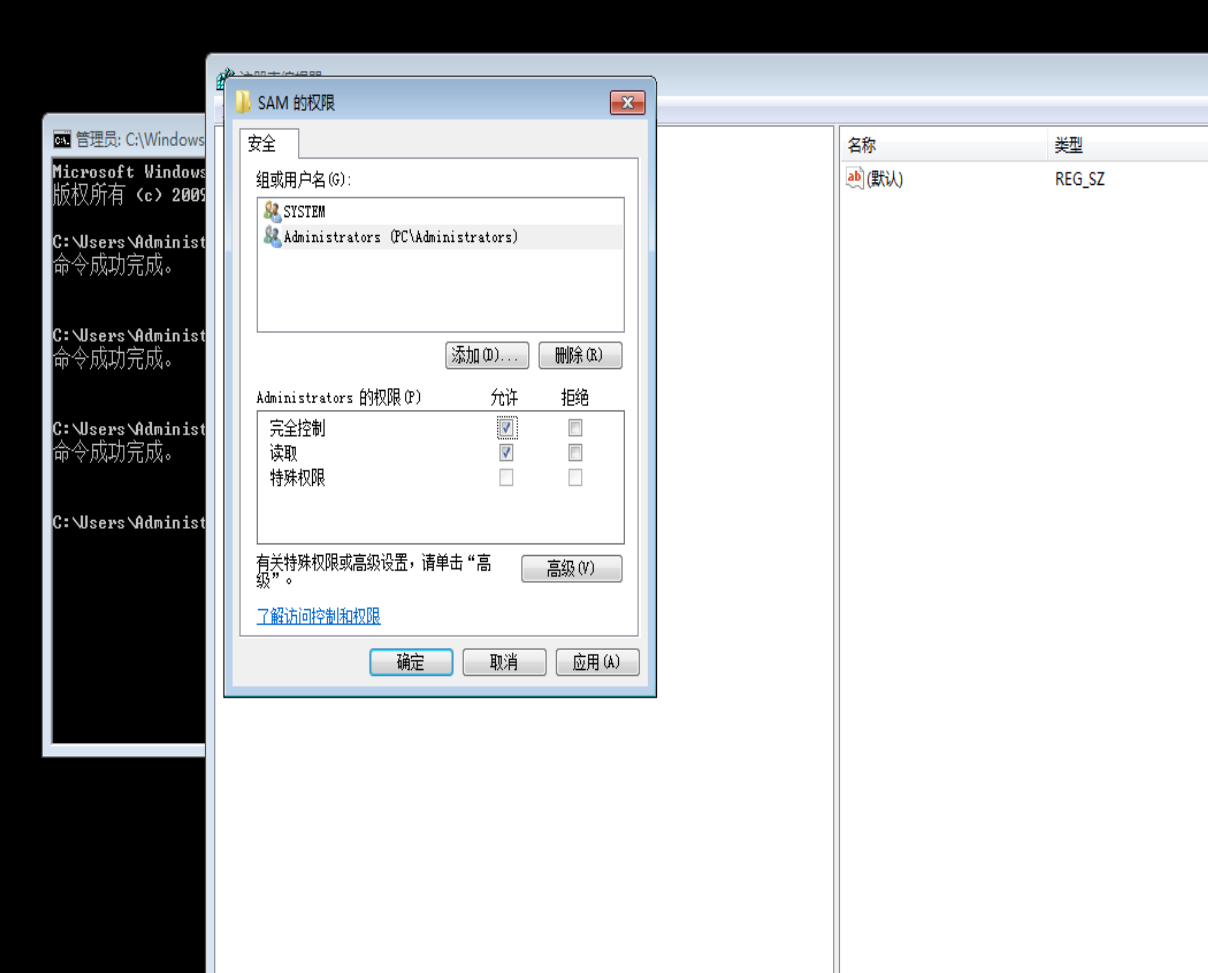 SAM 的权限
管理员: C:\Windows
安全
名称 类型
Microsoft Windows
版权所有 (c) 2009
组或用户名(G):
(默认) REG_SZ
SYSTEM
Administrators (PC\Administrators)
C:\Users\Administ
命令成功完成。
C:\Users\Administ
命令成功完成。
添加(D)... 删除(R)
Administrators 的权限(P) 允许 拒绝
完全控制
读取
特殊权限
C:\Users\Administ
命令成功完成。
C:\Users\Administ
有关特殊权限或高级设置，请单击“高
级”。
高级(V)
了解访问控制和权限
确定 取消 应用(A)